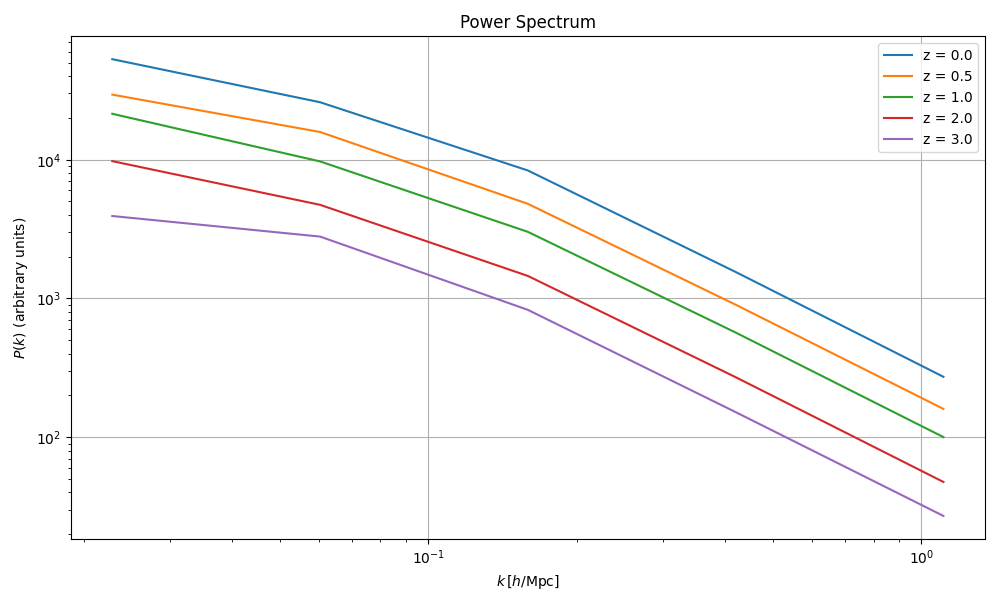 Power Spectrum
z = 0.0
z = 0.5
z = 1.0
z = 2.0
z = 3.0
P(k) (arbitrary units)
10⁴
10³
10²
10⁻¹
10⁰
k [h/Mpc]